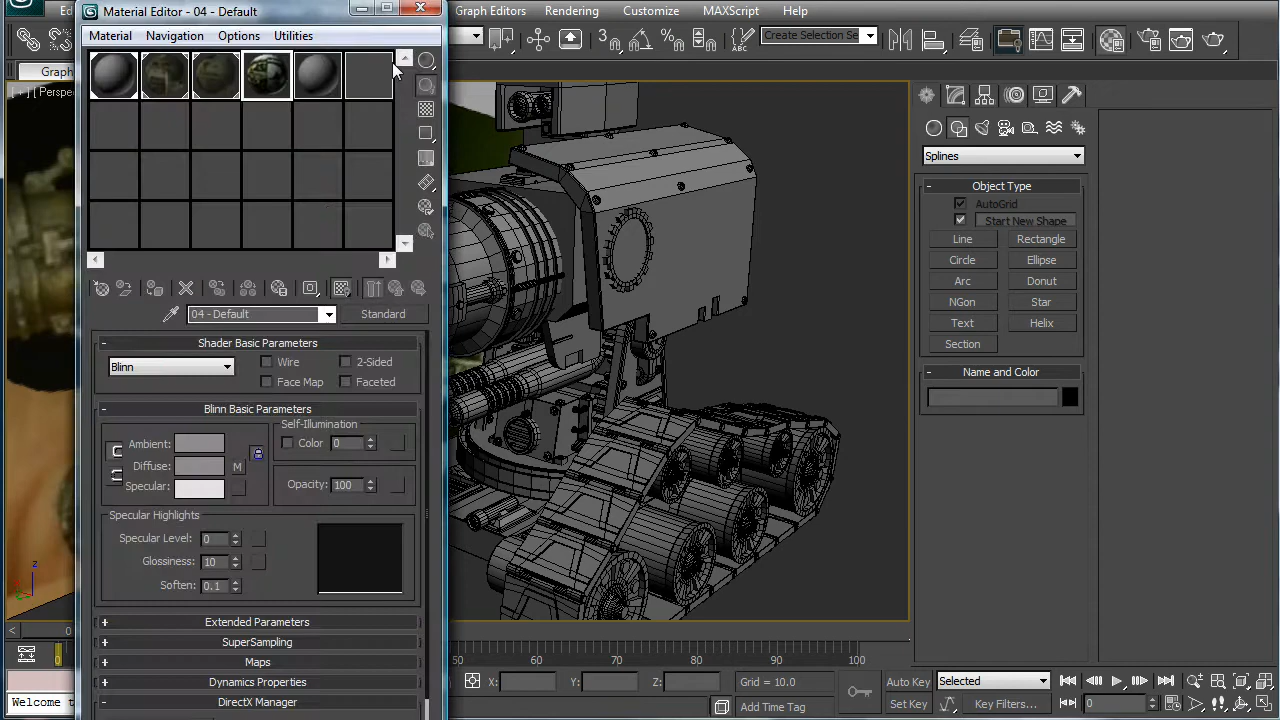 Material Editor - 04 - Default
Material Navigation Options Utilities
Graph Editors Rendering Customize MAXScript
Create Selection Se
Graph
[ + ] [ Perspe
04 - Default Standard
Shader Basic Parameters
Blinn Wire 2-Sided
Face Map Faceted
Blinn Basic Parameters
Self-Illumination
Ambient: Color 0
Diffuse: M
Specular: Opacity: 100
Specular Highlights
Specular Level: 0
Glossiness: 10
Soften: 0.1
Extended Parameters
SuperSampling
Maps
Dynamics Properties
DirectX Manager
Splines
Object Type
AutoGrid
Start New Shape
Line Rectangle
Circle Ellipse
Arc Donut
NGon Star
Text Helix
Section
Name and Color
z
0
50 60 70 80 90 100
X: Y: Z: Grid = 10.0
Auto Key Selected
Welcome t Add Time Tag
Set Key Key Filters... 0